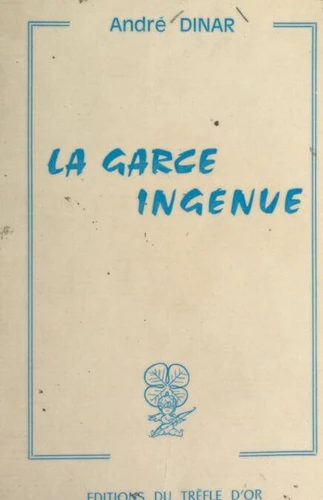 André DINAR
LA GARCE
INGENUE
EDITIONS DU TRÈFLE D'OR